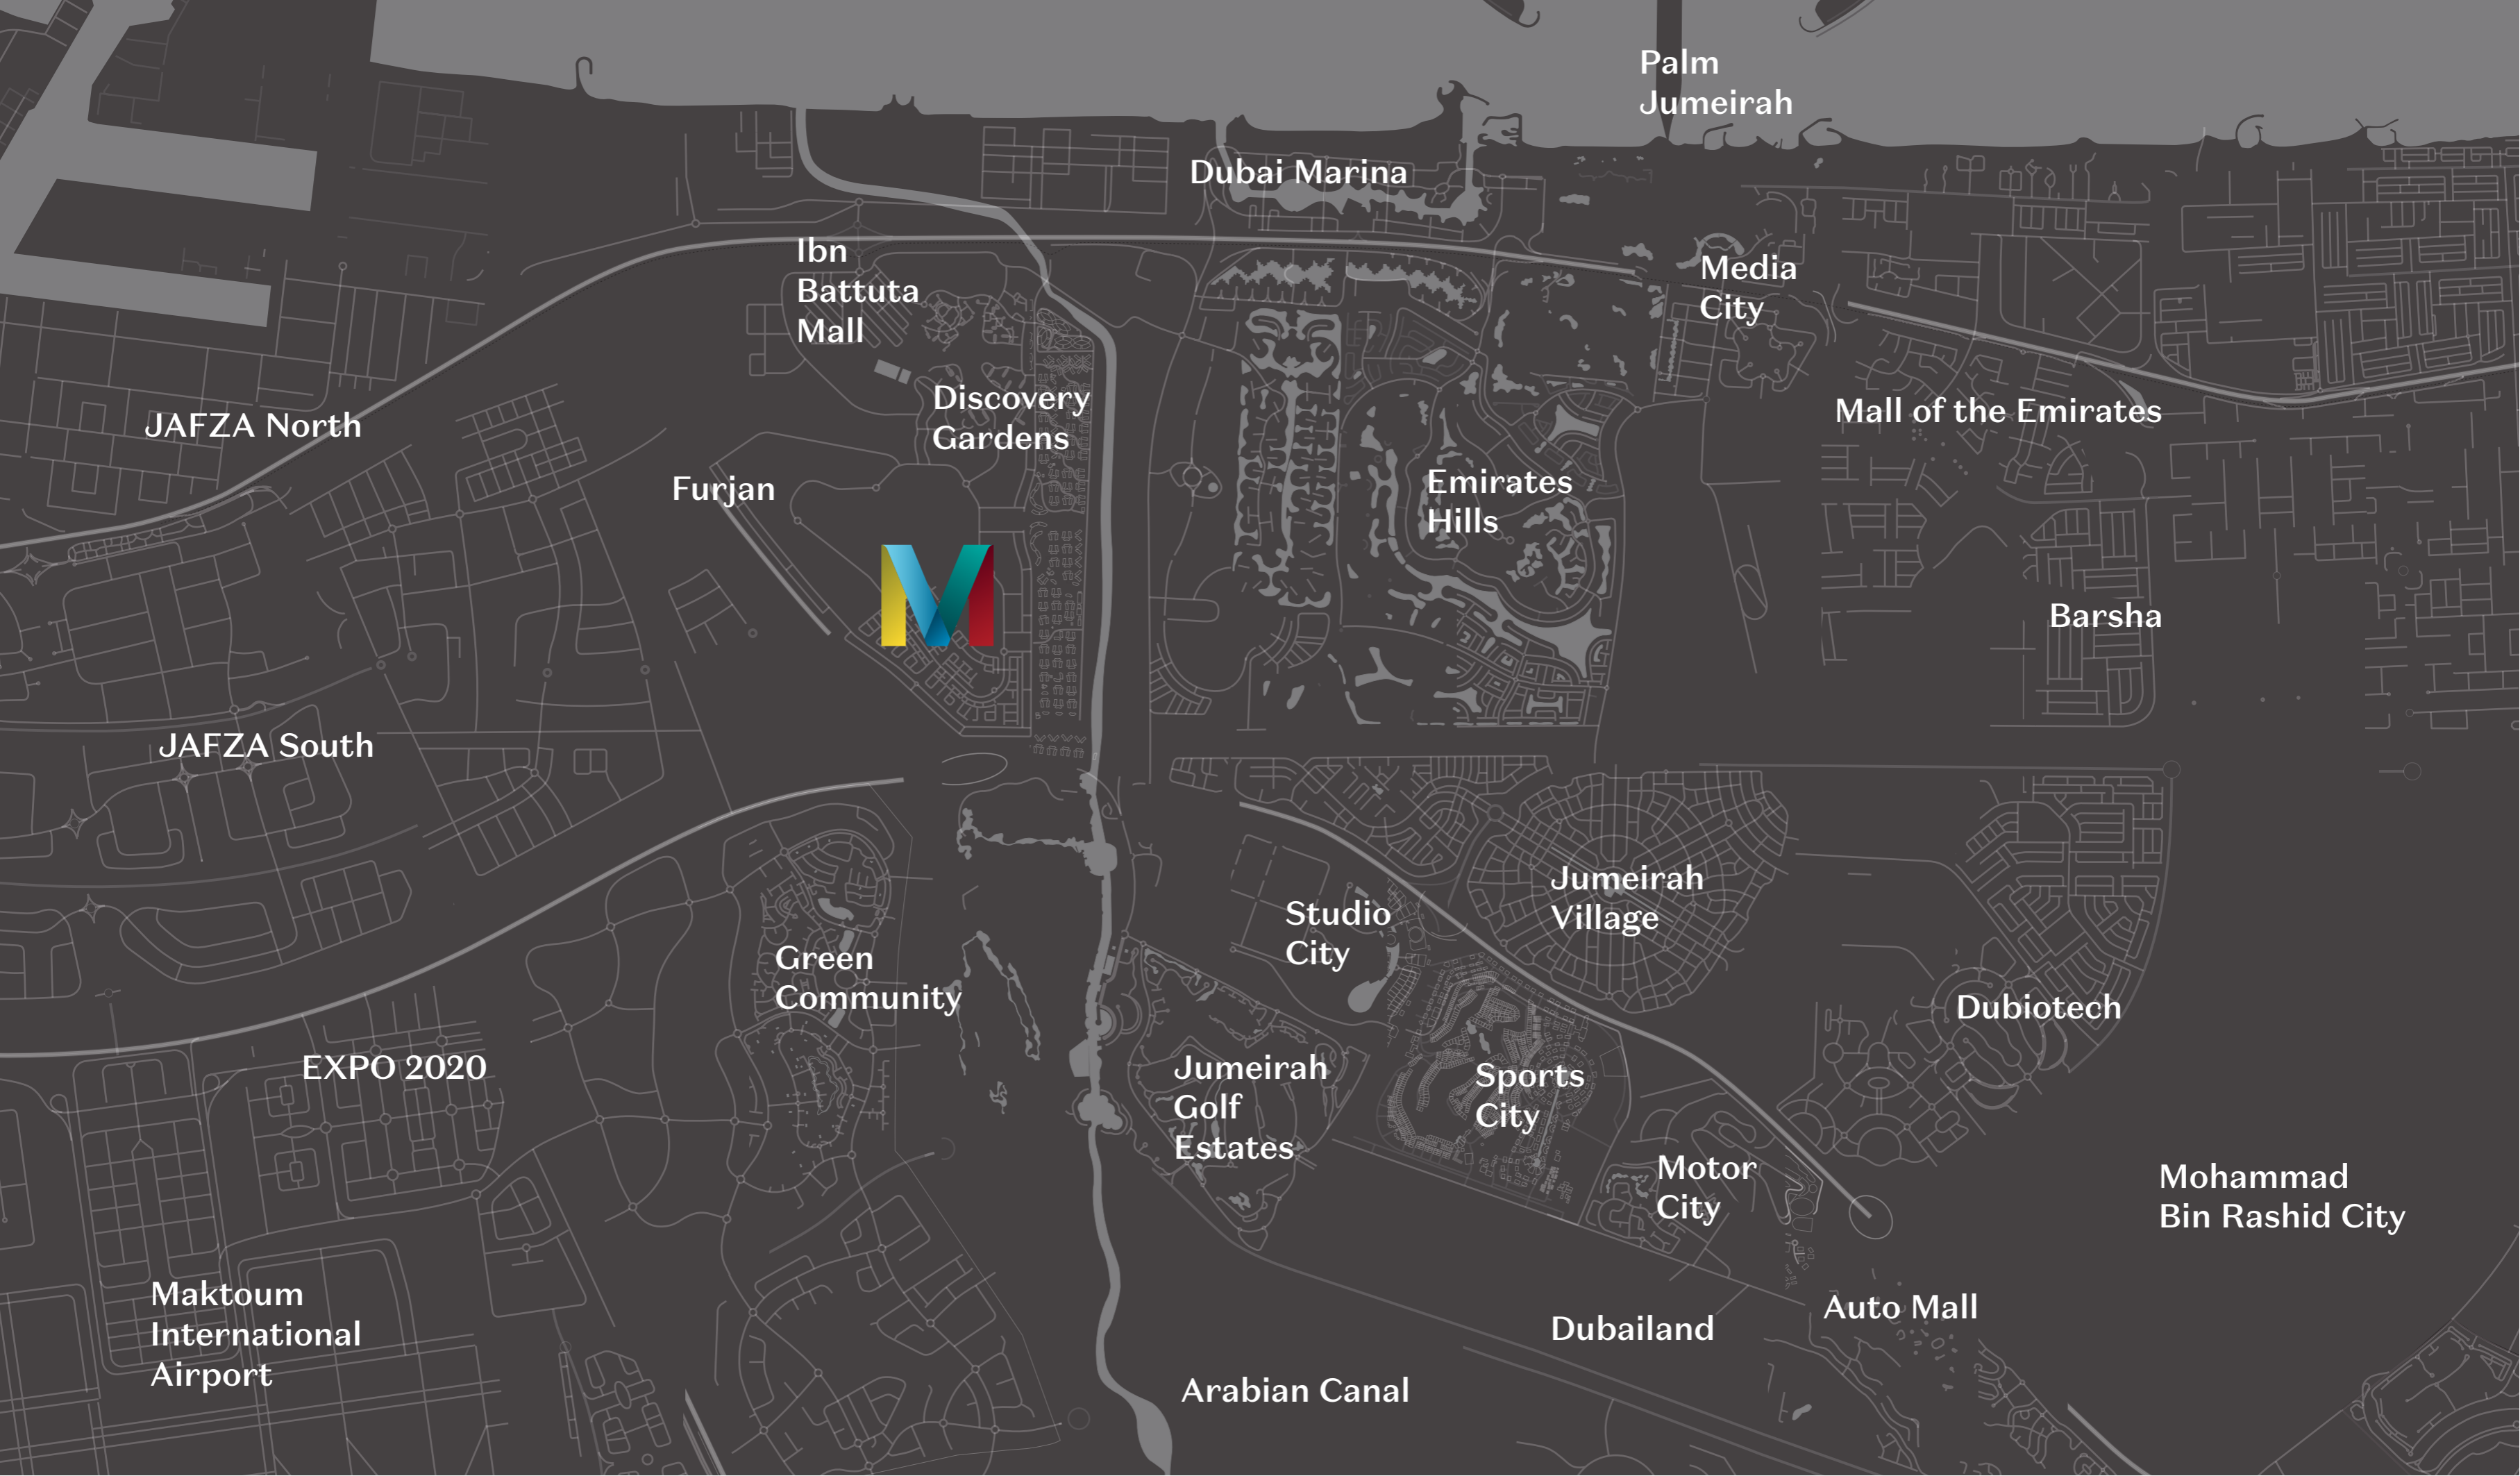 Palm
Jumeirah
Dubai Marina
Ibn
Battuta
Mall
Media
City
Discovery
Gardens
JAFZA North
Mall of the Emirates
Furjan
Emirates
Hills
M
Barsha
JAFZA South
Jumeirah
Village
Studio
City
Green
Community
Dubiotech
EXPO 2020
Jumeirah
Golf
Estates
Sports
City
Motor
City
Mohammad
Bin Rashid City
Maktoum
International
Airport
Auto Mall
Dubailand
Arabian Canal